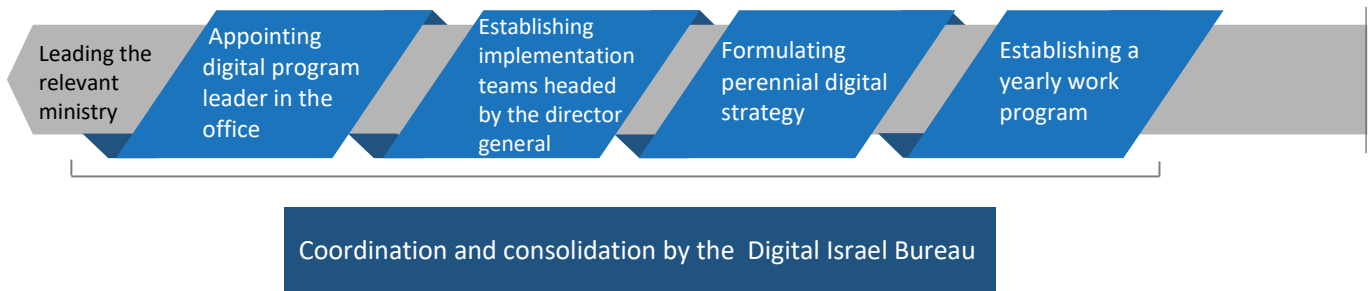 Leading the
relevant
ministry
Appointing
digital program
leader in the
office
Establishing
implementation
teams headed
by the director
general
Formulating
perennial digital
strategy
Establishing a
yearly work
program
Coordination and consolidation by the Digital Israel Bureau